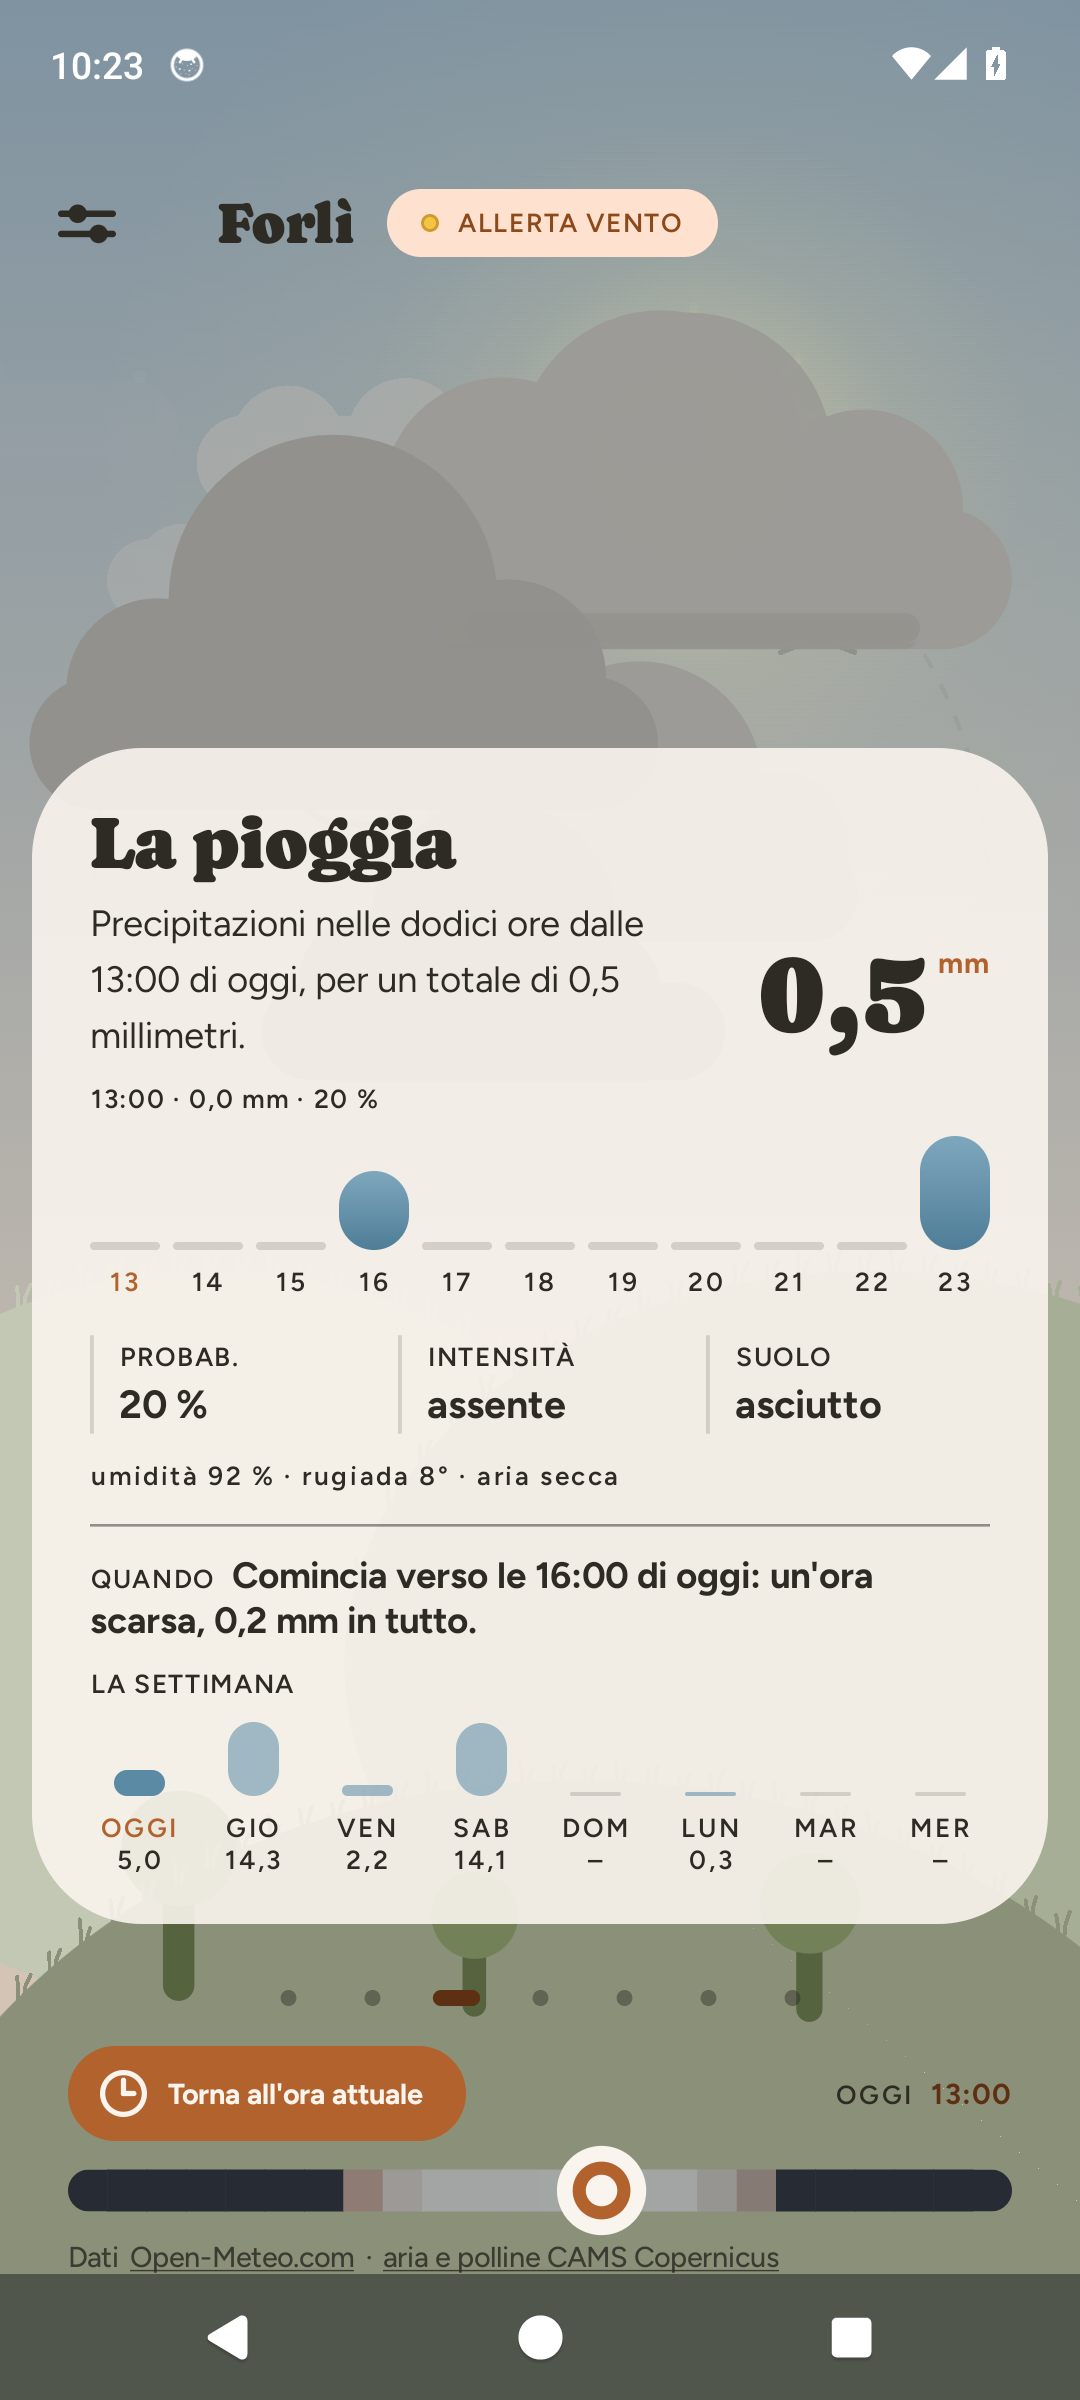 10:23
Forlì
ALLERTA VENTO
La pioggia
Precipitazioni nelle dodici ore dalle
13:00 di oggi, per un totale di 0,5
millimetri.
0,5 mm
13:00 · 0,0 mm · 20 %
13 14 15 16 17 18 19 20 21 22 23
PROBAB. INTENSITÀ SUOLO
20 % assente asciutto
umidità 92 % · rugiada 8° · aria secca
QUANDO Comincia verso le 16:00 di oggi: un'ora
scarsa, 0,2 mm in tutto.
LA SETTIMANA
OGGI GIO VEN SAB DOM LUN MAR MER
5,0 14,3 2,2 14,1 – 0,3 – –
Torna all'ora attuale
OGGI 13:00
Dati Open-Meteo.com · aria e polline CAMS Copernicus